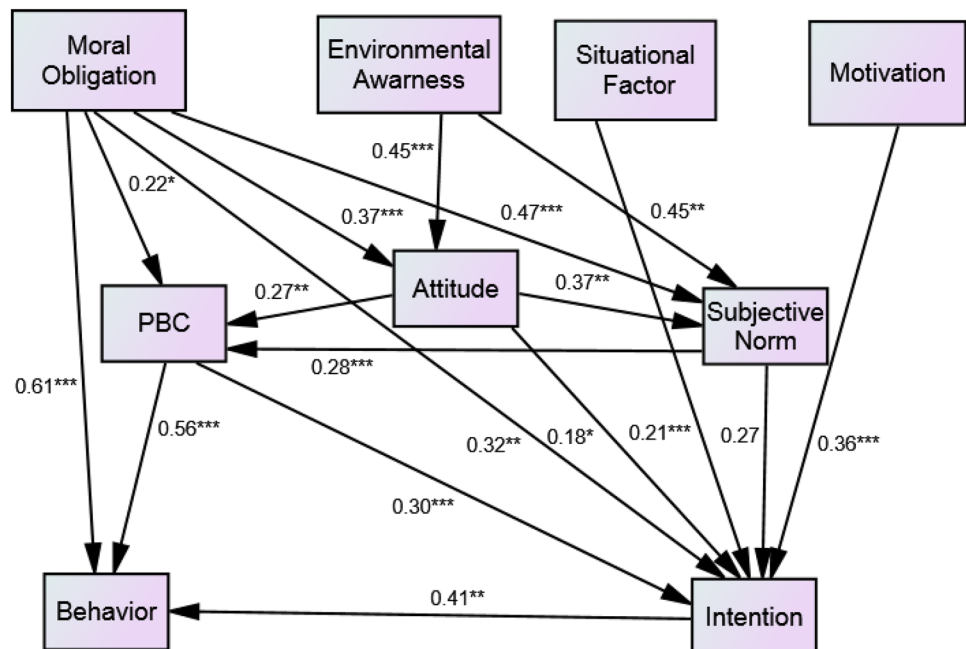 Moral
Obligation
Environmental
Awarness
Situational
Factor
Motivation
0.45***
0.22*
0.37***
0.47***
0.45**
Attitude
0.27**
0.37**
PBC
Subjective
Norm
0.28***
0.61***
0.56***
0.32**
0.18*
0.21***
0.27
0.36***
0.30***
Behavior
0.41**
Intention